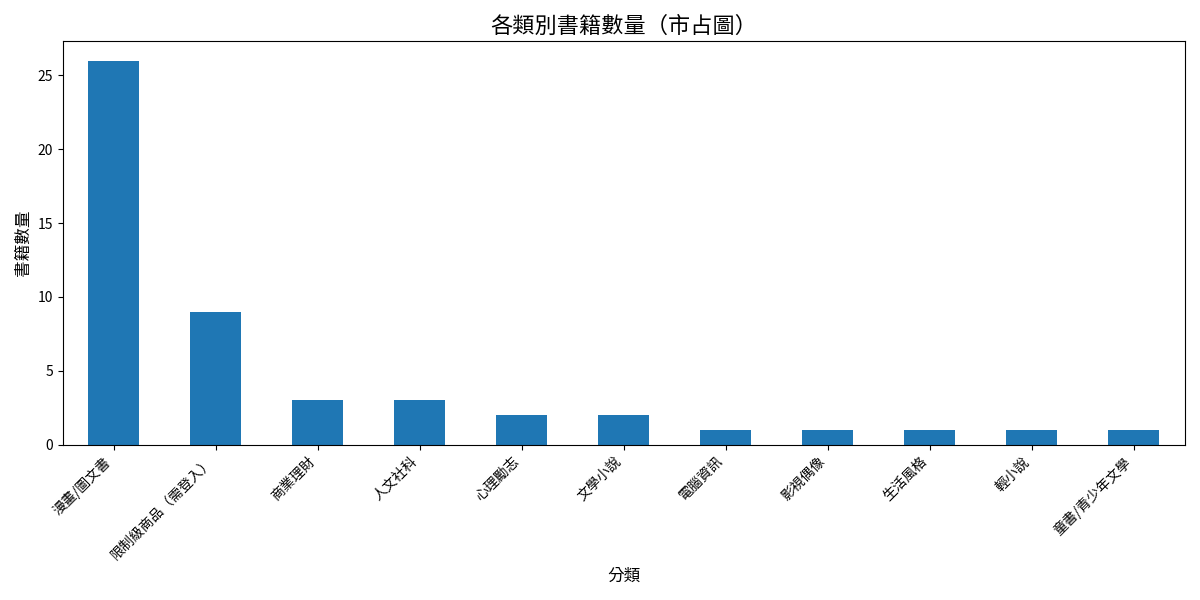 各類別書籍數量（市占圖）
書籍數量
25
20
15
10
5
0
漫畫/圖文書
限制級商品（需登入）
商業理財
人文社科
心理勵志
文學小說
電腦資訊
影視偶像
生活風格
輕小說
童書/青少年文學
分類